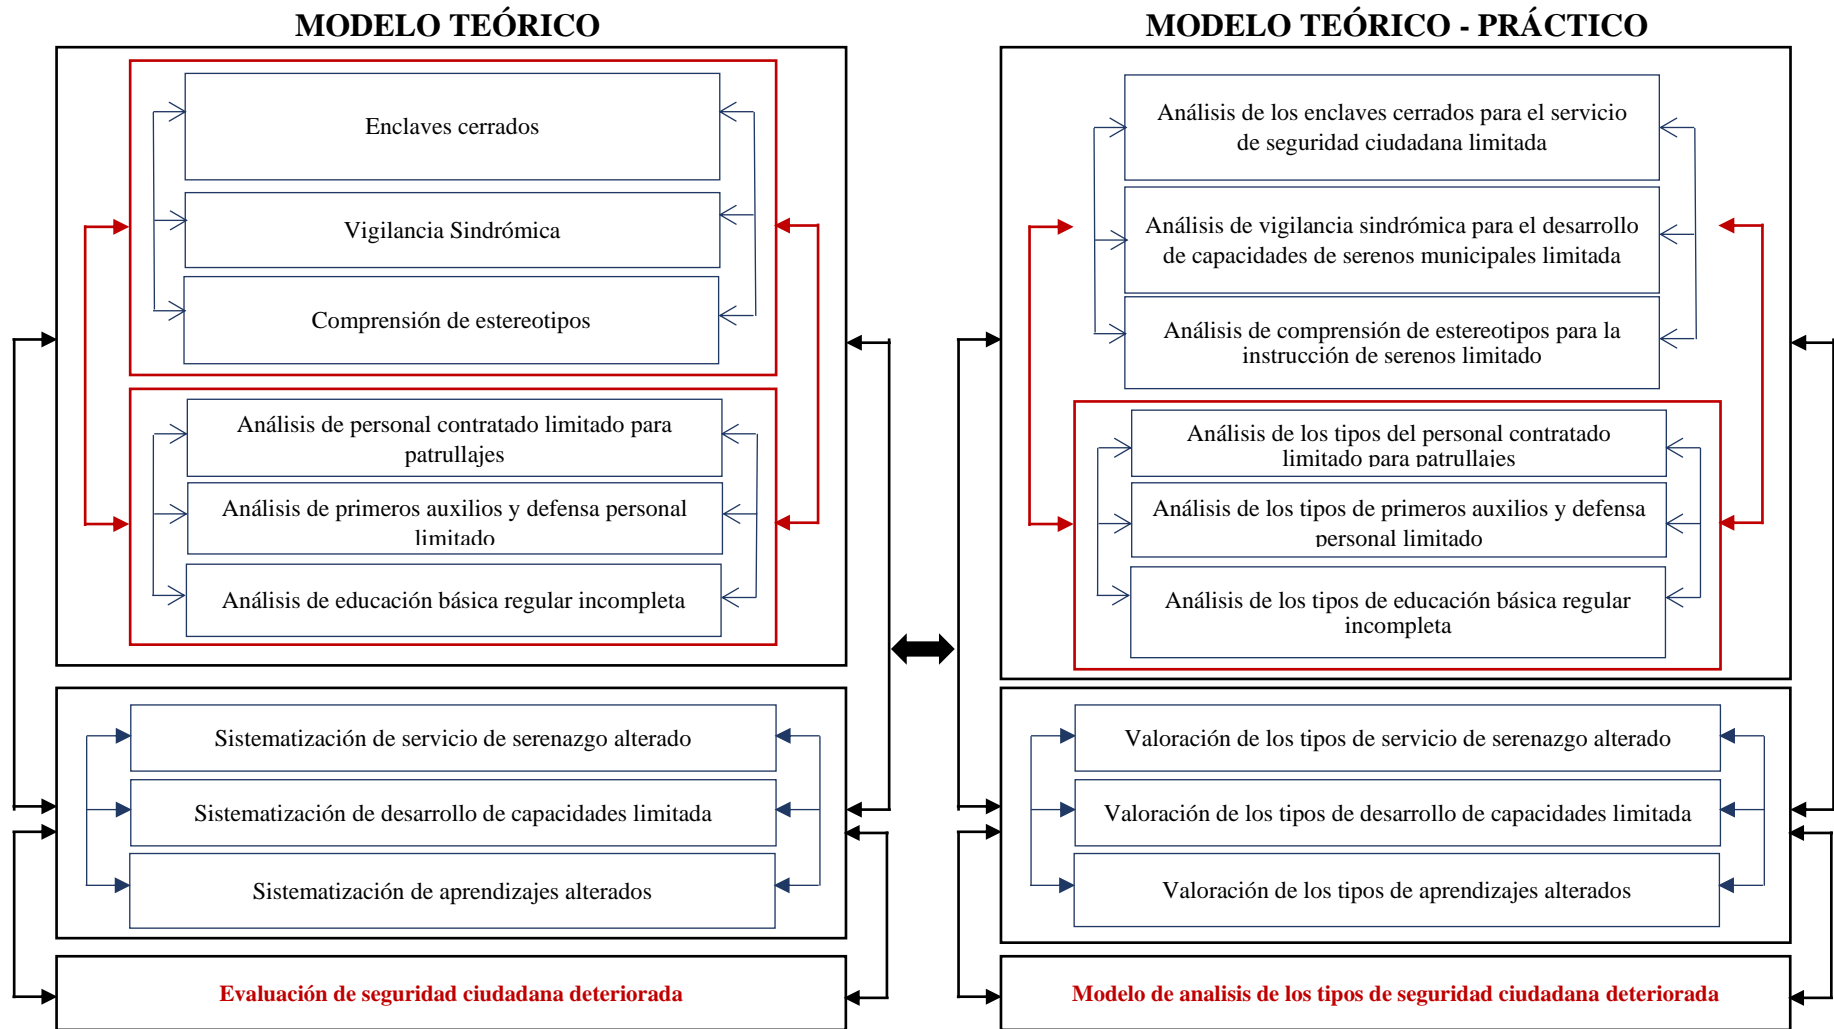 MODELO TEÓRICO
Enclaves cerrados
Vigilancia Sindrómica
Comprensión de estereotipos
Análisis de personal contratado limitado para
patrullajes
Análisis de primeros auxilios y defensa personal
limitado
Análisis de educación básica regular incompleta
Sistematización de servicio de serenazgo alterado
Sistematización de desarrollo de capacidades limitada
Sistematización de aprendizajes alterados
Evaluación de seguridad ciudadana deteriorada
MODELO TEÓRICO - PRÁCTICO
Análisis de los enclaves cerrados para el servicio
de seguridad ciudadana limitada
Análisis de vigilancia sindrómica para el desarrollo
de capacidades de serenos municipales limitada
Análisis de comprensión de estereotipos para la
instrucción de serenos limitado
Análisis de los tipos del personal contratado
limitado para patrullajes
Análisis de los tipos de primeros auxilios y defensa
personal limitado
Análisis de los tipos de educación básica regular
incompleta
Valoración de los tipos de servicio de serenazgo alterado
Valoración de los tipos de desarrollo de capacidades limitada
Valoración de los tipos de aprendizajes alterados
Modelo de analisis de los tipos de seguridad ciudadana deteriorada